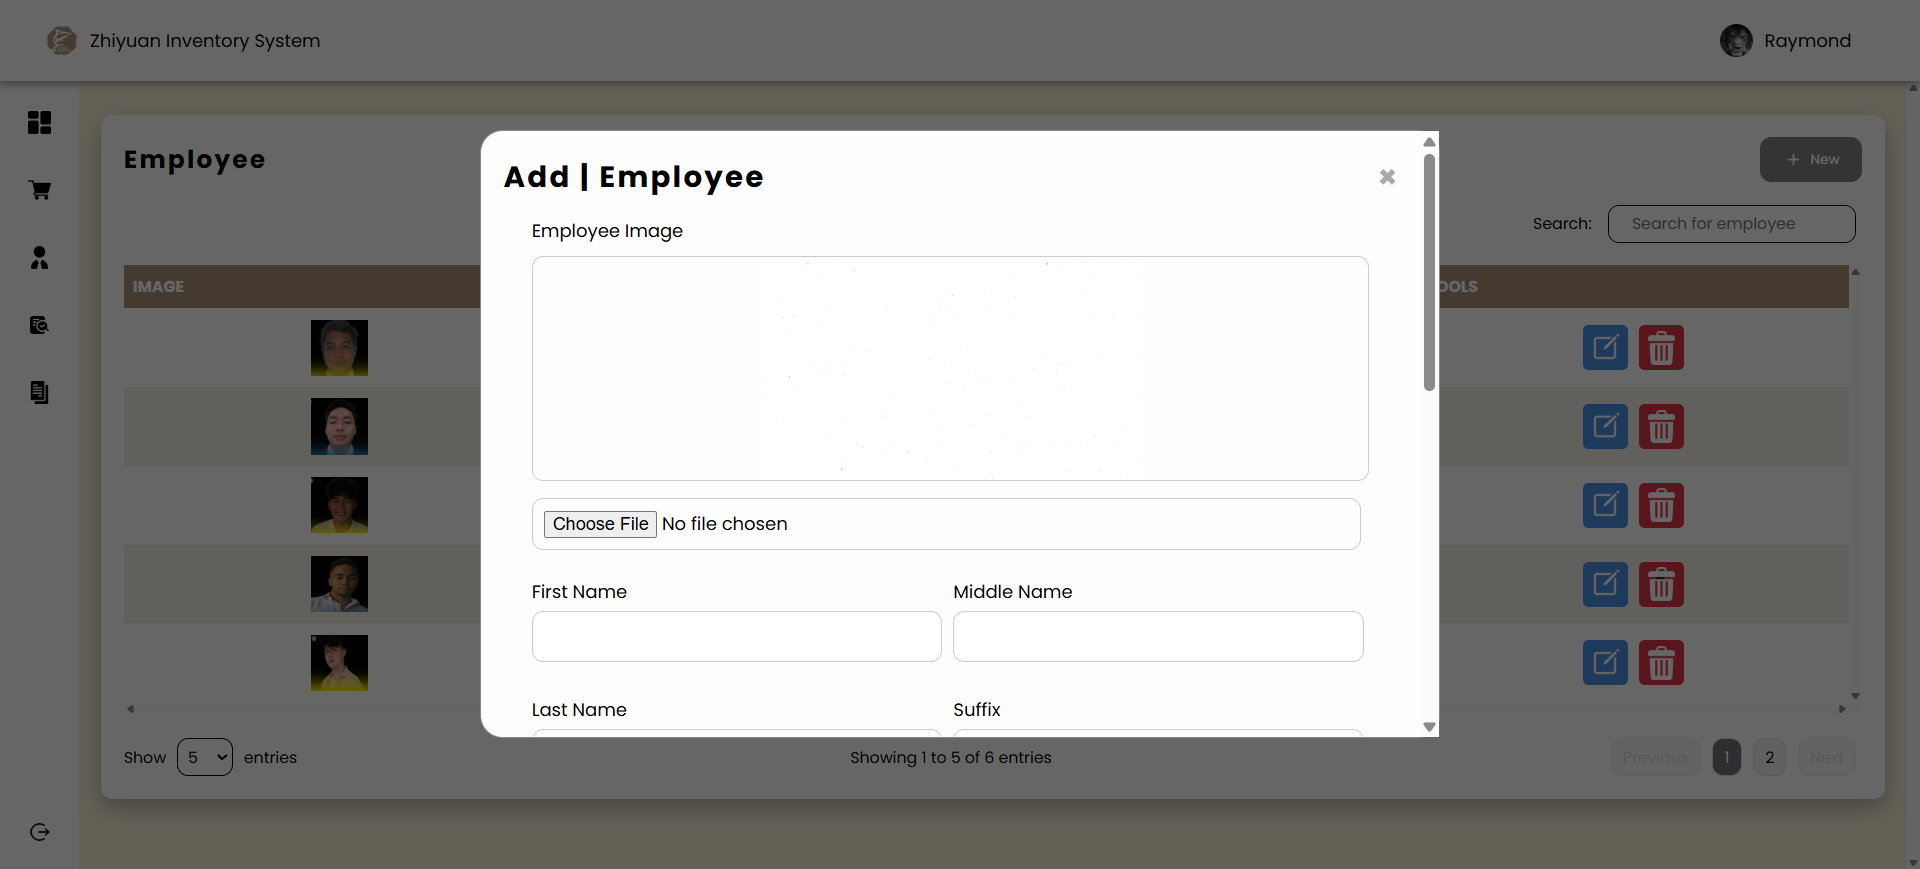 Zhiyuan Inventory System
Raymond
Employee
+ New
Search: Search for employee
IMAGE
OOLS
Add | Employee
Employee Image
Choose File No file chosen
First Name
Middle Name
Last Name
Suffix
Show 5 entries
Showing 1 to 5 of 6 entries
Previous 1 2 Next